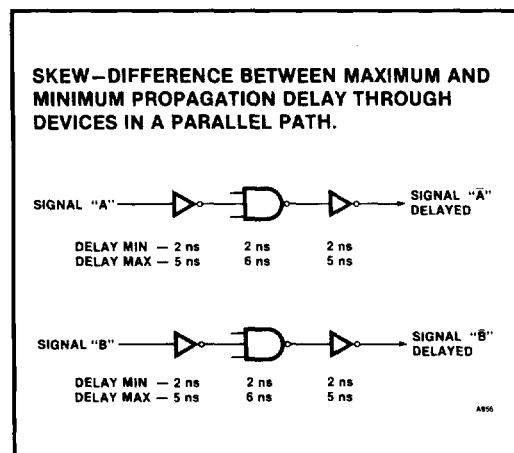 SKEW—DIFFERENCE BETWEEN MAXIMUM AND
MINIMUM PROPAGATION DELAY THROUGH
DEVICES IN A PARALLEL PATH.
SIGNAL "A"
SIGNAL "Ā"
DELAYED
DELAY MIN — 2 ns 2 ns 2 ns
DELAY MAX — 5 ns 6 ns 5 ns
SIGNAL "B"
SIGNAL "B̄"
DELAYED
DELAY MIN — 2 ns 2 ns 2 ns
DELAY MAX — 5 ns 6 ns 5 ns
A956